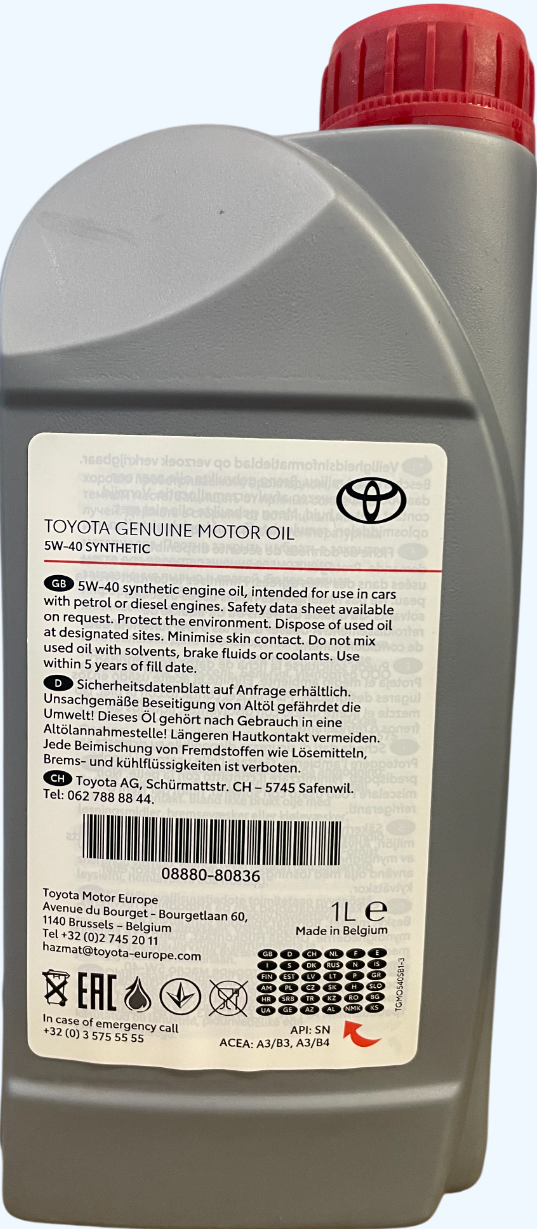 TOYOTA GENUINE MOTOR OIL
5W-40 SYNTHETIC
GB 5W-40 synthetic engine oil, intended for use in cars
with petrol or diesel engines. Safety data sheet available
on request. Protect the environment. Dispose of used oil
at designated sites. Minimise skin contact. Do not mix
used oil with solvents, brake fluids or coolants. Use
within 5 years of fill date.
D Sicherheitsdatenblatt auf Anfrage erhältlich.
Unsachgemäße Beseitigung von Altöl gefährdet die
Umwelt! Dieses Öl gehört nach Gebrauch in eine
Altölannahmestelle! Längeren Hautkontakt vermeiden.
Jede Beimischung von Fremdstoffen wie Lösemitteln,
Brems- und kühlflüssigkeiten ist verboten.
CH Toyota AG, Schürmattstr. CH – 5745 Safenwil.
Tel: 062 788 88 44.
08880-80836
Toyota Motor Europe
Avenue du Bourget - Bourgetlaan 60,
1140 Brussels – Belgium
Tel +32 (0)2 745 20 11
hazmat@toyota-europe.com
1L e
Made in Belgium
GB D CH NL F E
I S DK RUS N IS
FIN EST LV LT P GR
AM PL CZ SK H SLO
HR SRB TR KZ RO BG
UA GE AZ AL NMK KS
EAC
In case of emergency call
+32 (0) 3 575 55 55
API: SN
ACEA: A3/B3, A3/B4